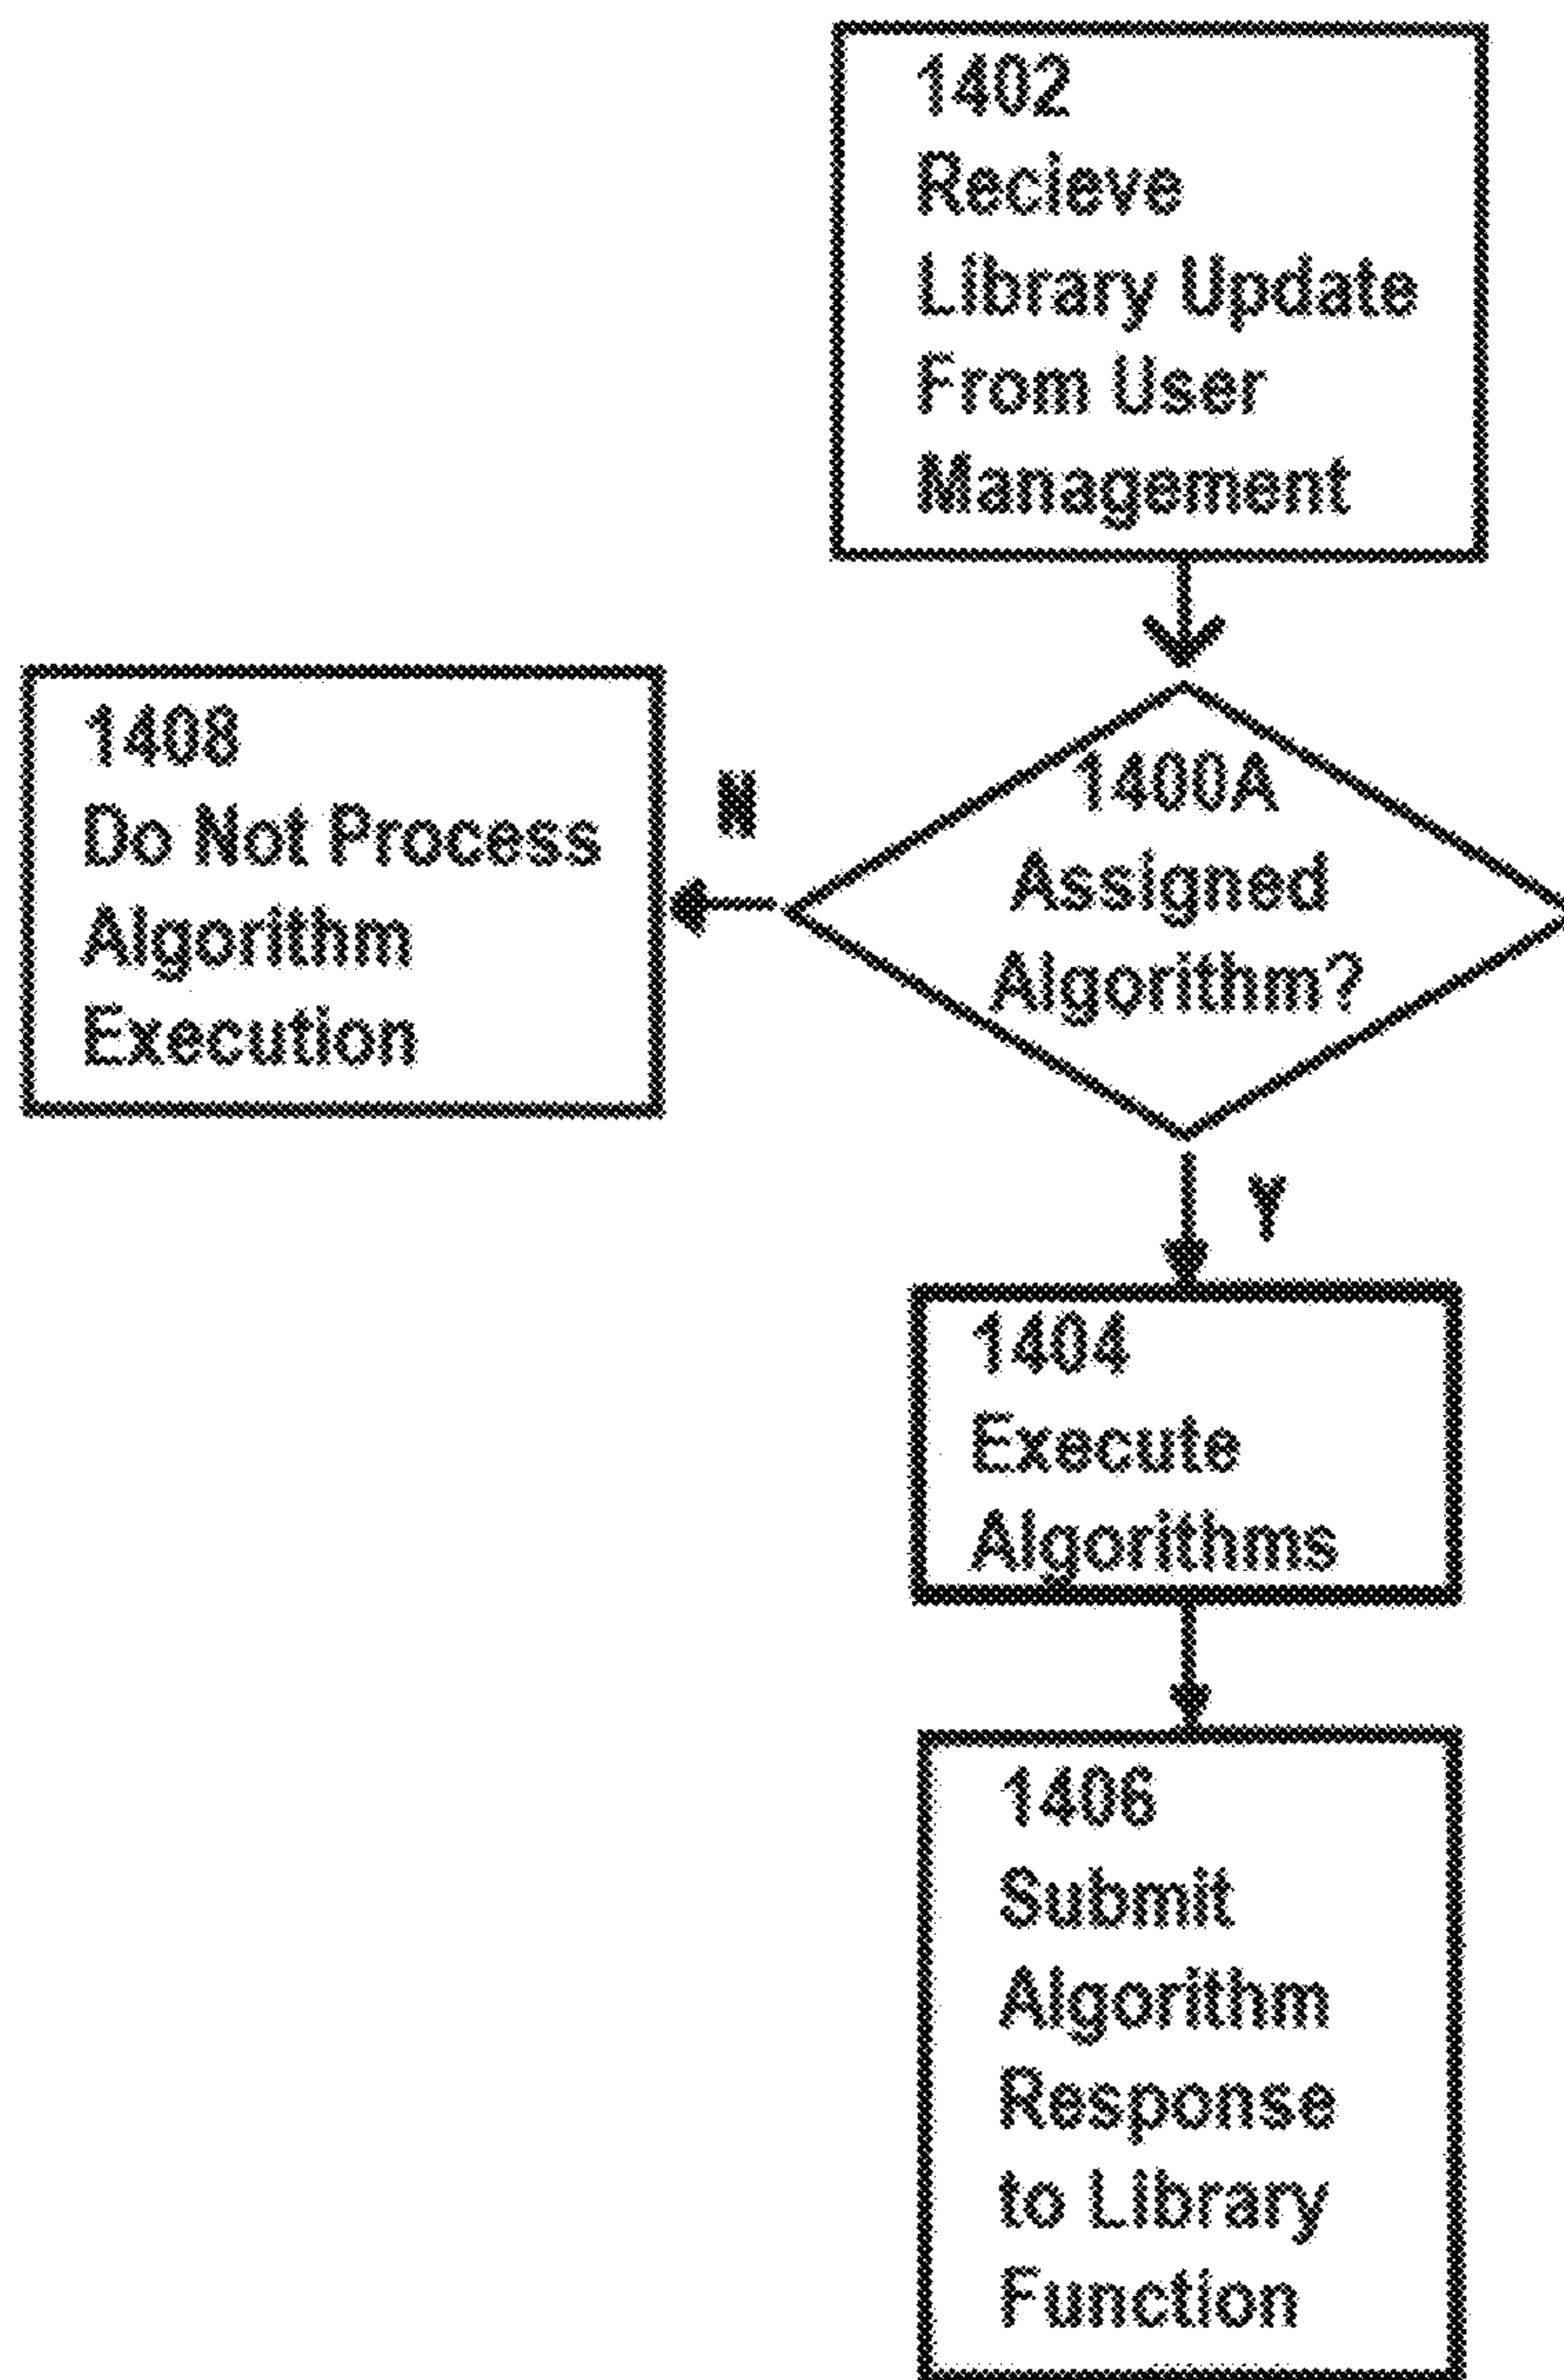 1402
Recieve
Library Update
From User
Management
1408
Do Not Process
Algorithm
Execution
N
1400A
Assigned
Algorithm?
Y
1404
Execute
Algorithms
1406
Submit
Algorithm
Response
to Library
Function